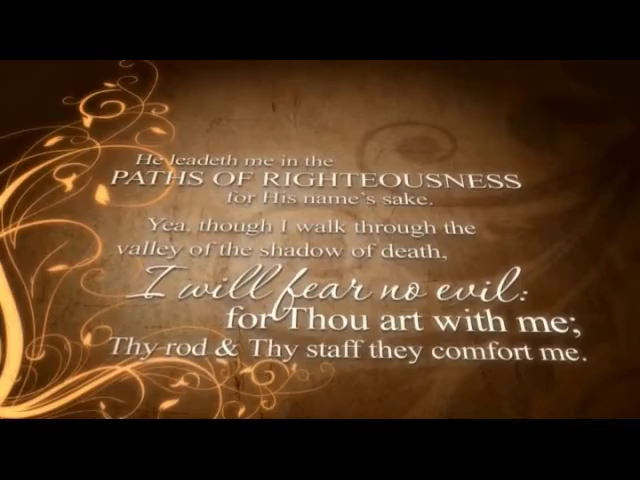 He leadeth me in the
PATHS OF RIGHTEOUSNESS
for His name's sake.
Yea, though I walk through the
valley of the shadow of death,
I will fear no evil:
for Thou art with me;
Thy rod & Thy staff they comfort me.